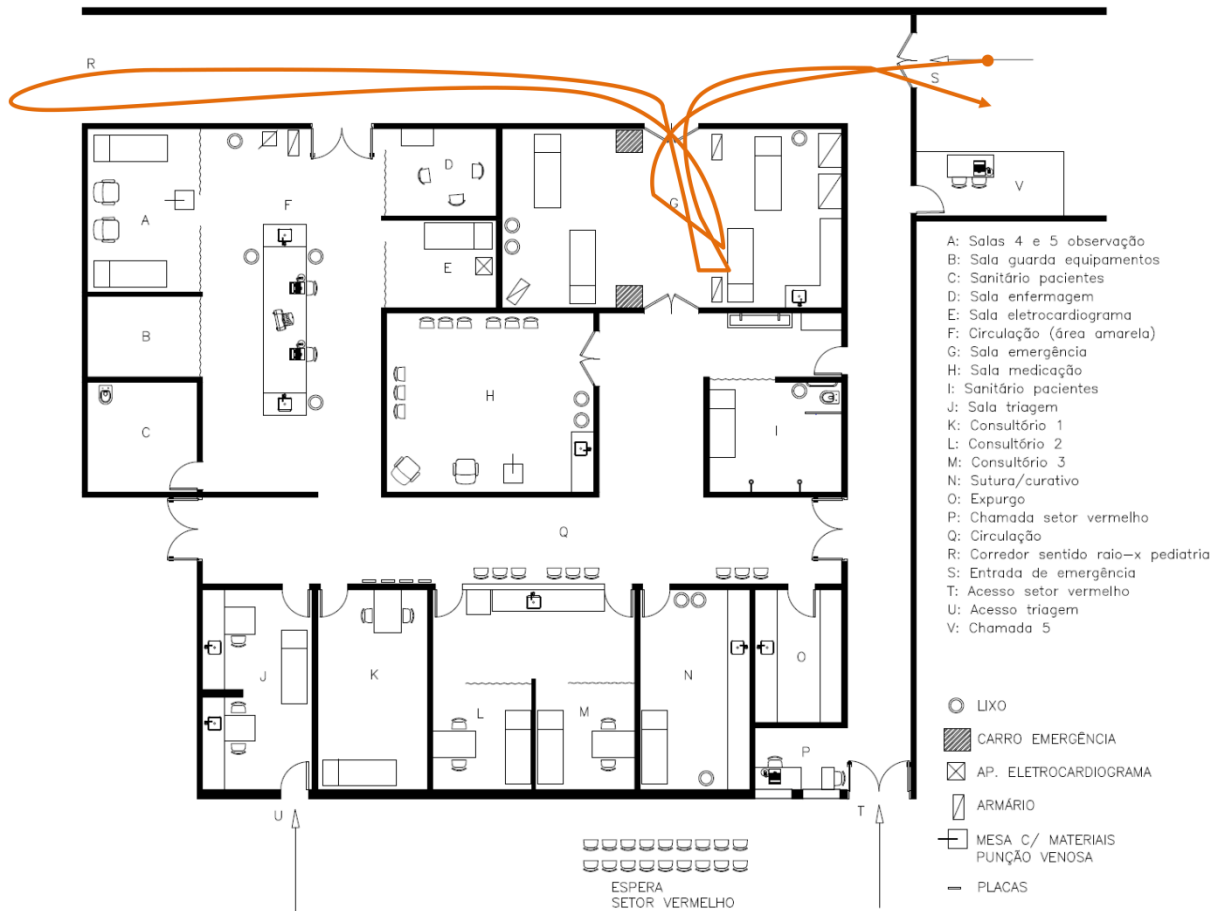 R
S
D
G
V
A
F
E
B
H
C
I
Q
J
K
L
M
N
O
P
U
T
ESPERA
SETOR VERMELHO
A: Salas 4 e 5 observação
B: Sala guarda equipamentos
C: Sanitário pacientes
D: Sala enfermagem
E: Sala eletrocardiograma
F: Circulação (área amarela)
G: Sala emergência
H: Sala medicação
I: Sanitário pacientes
J: Sala triagem
K: Consultório 1
L: Consultório 2
M: Consultório 3
N: Sutura/curativo
O: Expurgo
P: Chamada setor vermelho
Q: Circulação
R: Corredor sentido raio-x pediatria
S: Entrada de emergência
T: Acesso setor vermelho
U: Acesso triagem
V: Chamada 5
LIXO
CARRO EMERGÊNCIA
AP. ELETROCARDIOGRAMA
ARMÁRIO
MESA C/ MATERIAIS
PUNÇÃO VENOSA
PLACAS